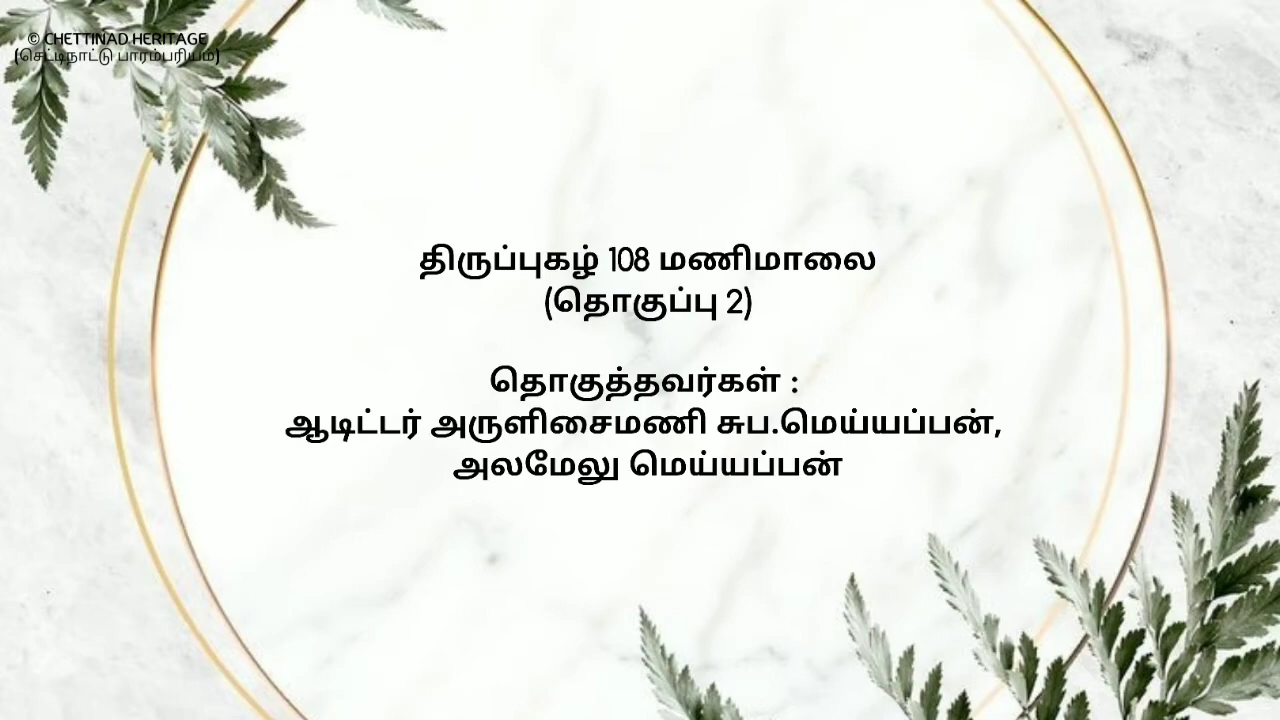 © CHETTINAD HERITAGE
(செட்டிநாட்டு பாரம்பரியம்)
திருப்புகழ் 108 மணிமாலை
(தொகுப்பு 2)
தொகுத்தவர்கள் :
ஆடிட்டர் அருளிசைமணி சுப.மெய்யப்பன்,
அலமேலு மெய்யப்பன்